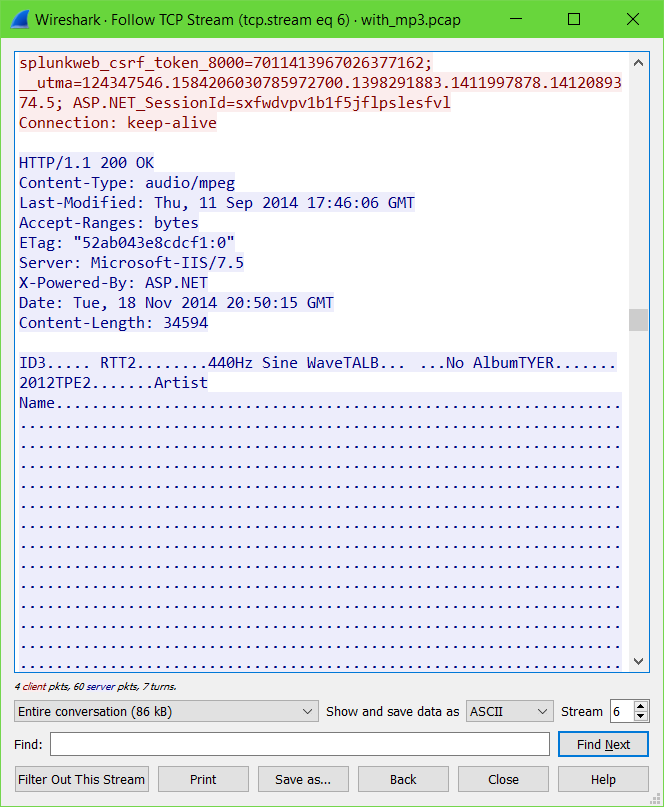 Wireshark · Follow TCP Stream (tcp.stream eq 6) · with_mp3.pcap
splunkweb_csrf_token_8000=7011413967026377162;
__utma=124347546.1584206030785972700.1398291883.1411997878.14120893
74.5; ASP.NET_SessionId=sxfwdvpv1b1f5jflpslesfvl
Connection: keep-alive
HTTP/1.1 200 OK
Content-Type: audio/mpeg
Last-Modified: Thu, 11 Sep 2014 17:46:06 GMT
Accept-Ranges: bytes
ETag: "52ab043e8cdcf1:0"
Server: Microsoft-IIS/7.5
X-Powered-By: ASP.NET
Date: Tue, 18 Nov 2014 20:50:15 GMT
Content-Length: 34594
ID3..... RTT2........440Hz Sine WaveTALB... ...No AlbumTYER.......
2012TPE2.......Artist
Name...............................................................
...................................................................
...................................................................
...................................................................
...................................................................
...................................................................
...................................................................
...................................................................
...................................................................
...................................................................
...................................................................
...................................................................
...................................................................
...................................................................
4 client pkts, 60 server pkts, 7 turns.
Entire conversation (86 kB) Show and save data as ASCII Stream 6
Find: Find Next
Filter Out This Stream Print Save as... Back Close Help